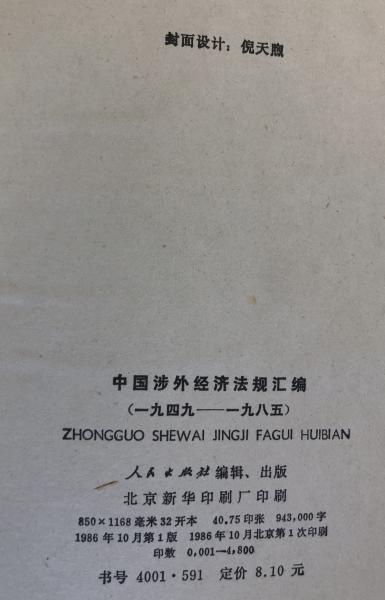 封面设计：倪天煦
中国涉外经济法规汇编
（一九四九——一九八五）
ZHONGGUO SHEWAI JINGJI FAGUI HUIBIAN
人民出版社 编辑、出版
北京新华印刷厂印刷
850×1168毫米32开本 40.75印张 943,000字
1986年10月第1版 1986年10月北京第1次印刷
印数 0,001—4,800
书号 4001·591 定价 8.10元